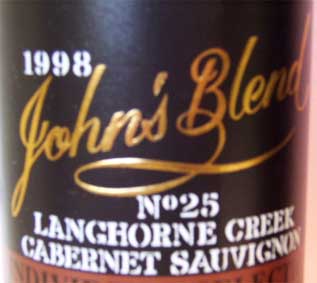 1998
John's Blend
Nº25
LANGHORNE CREEK
CABERNET SAUVIGNON